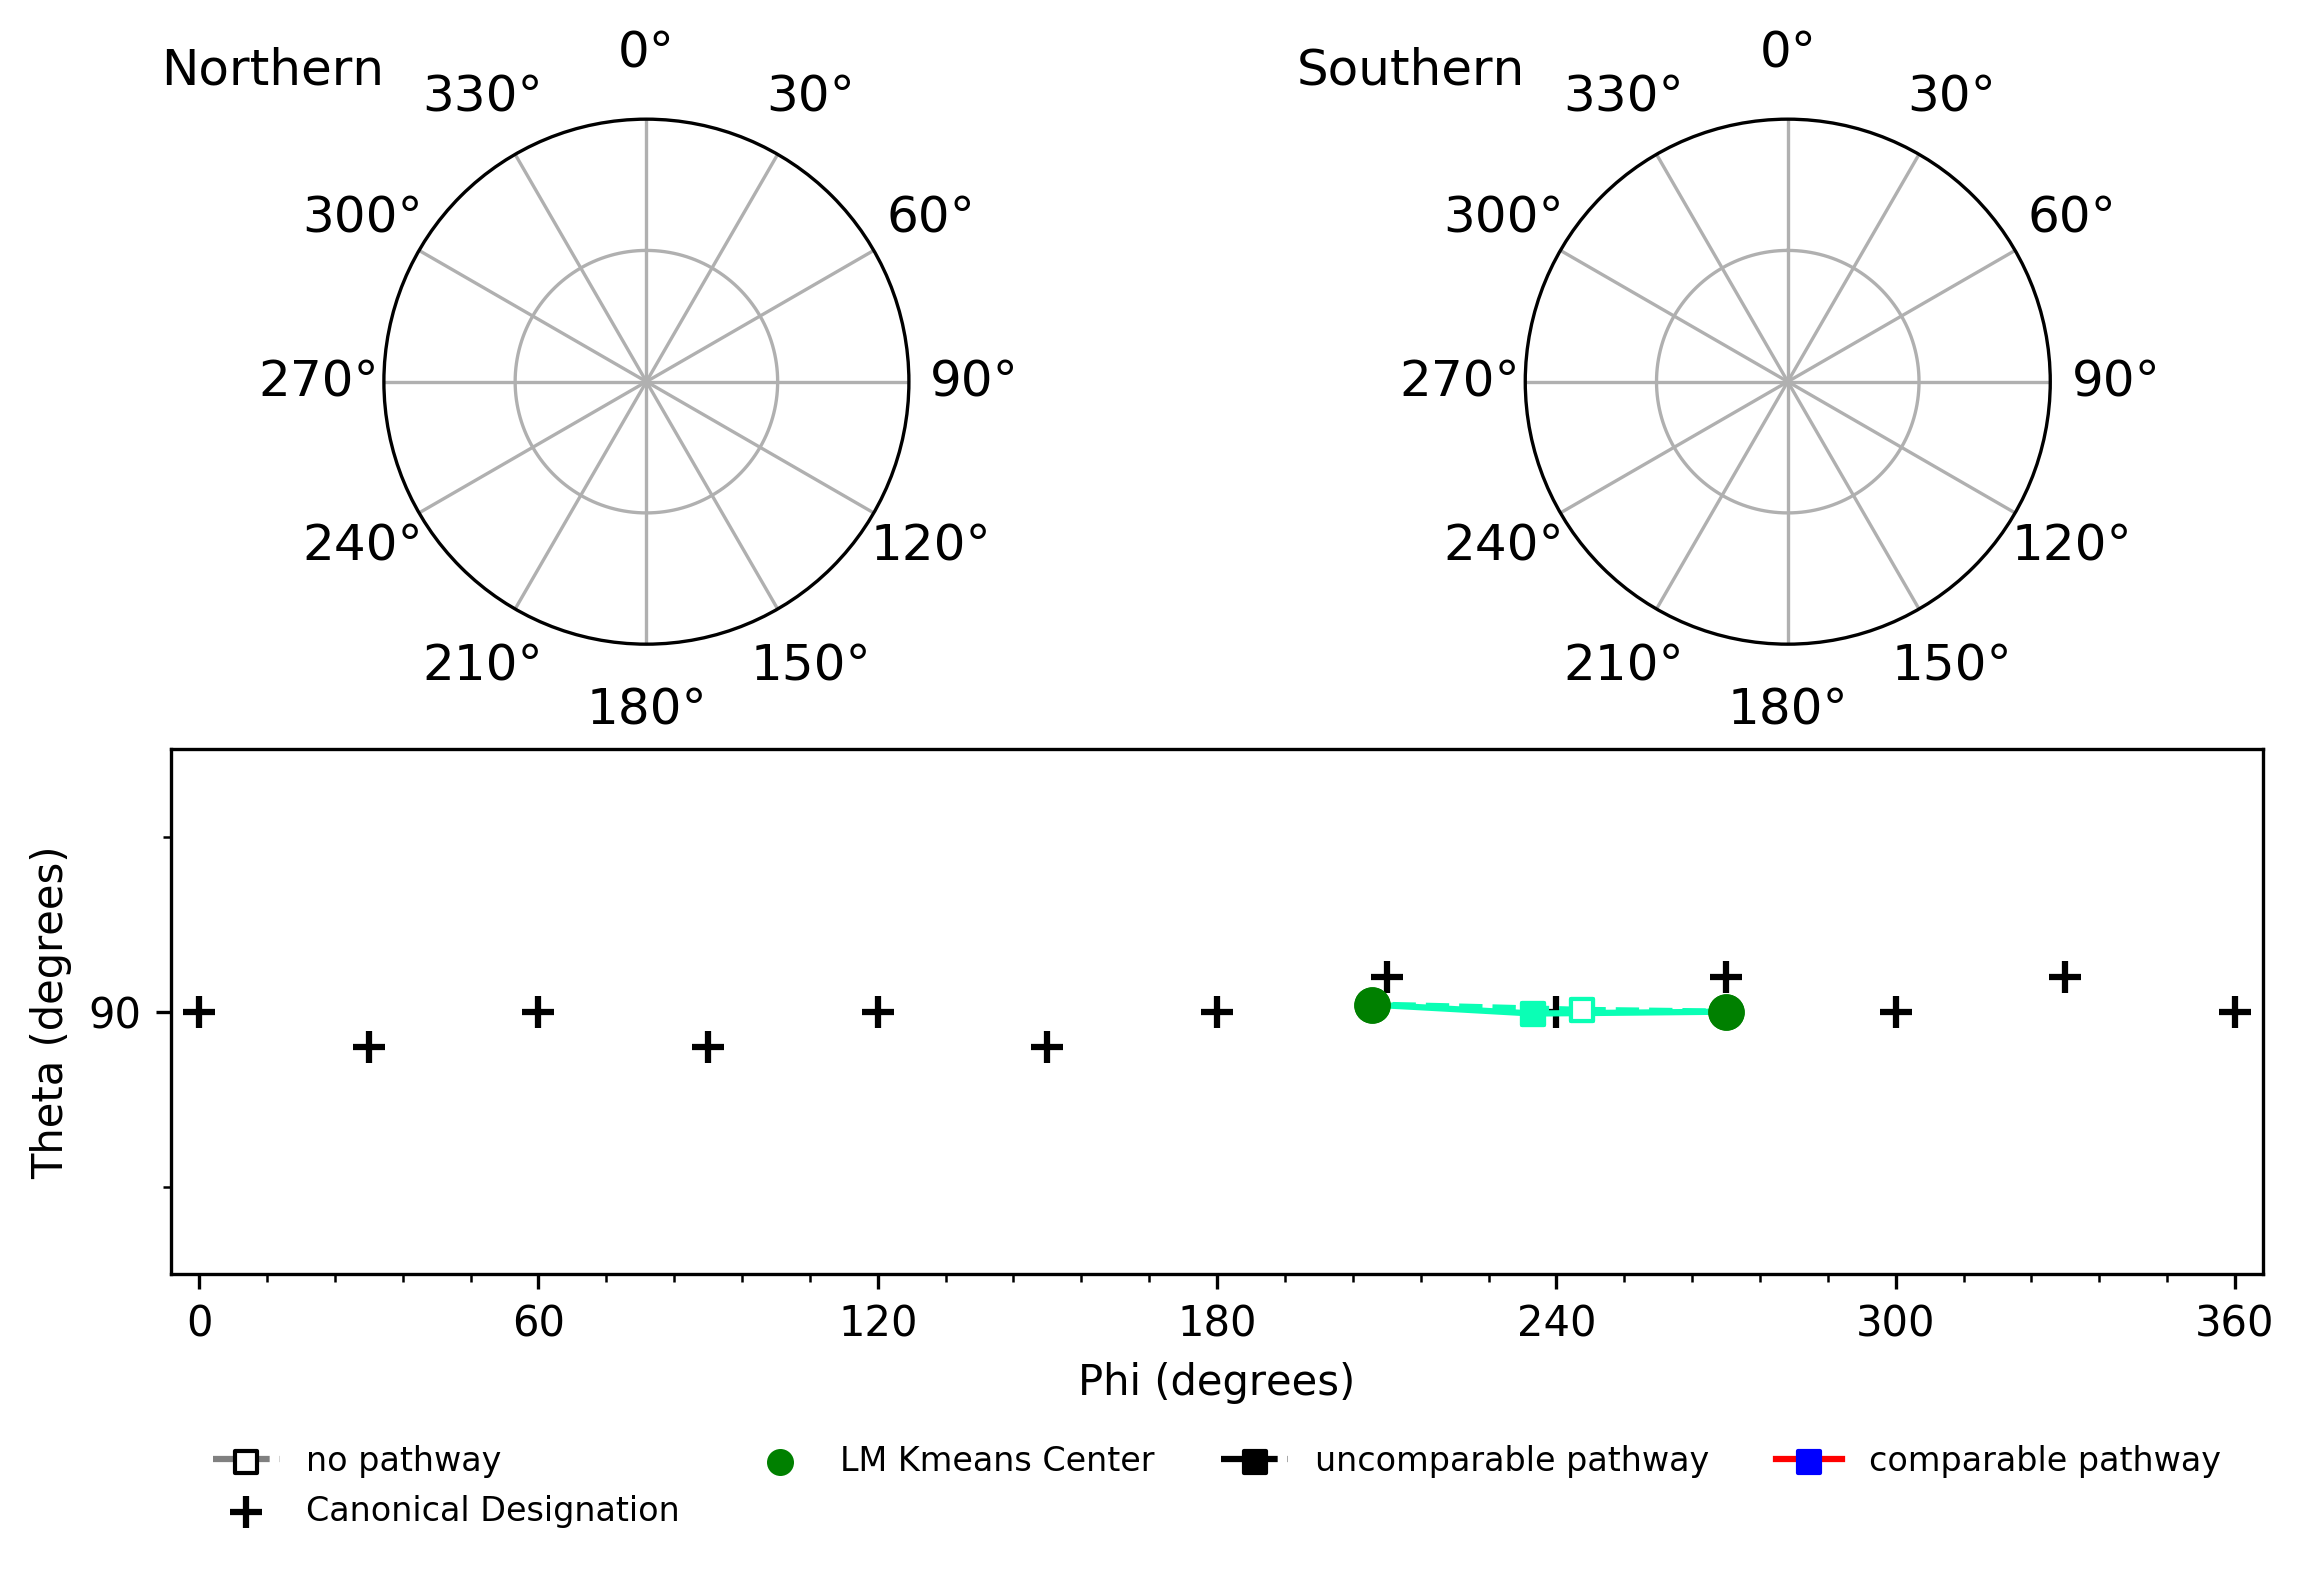 Northern
0°
30°
60°
90°
120°
150°
180°
210°
240°
270°
300°
330°
Southern
0°
30°
60°
90°
120°
150°
180°
210°
240°
270°
300°
330°
Theta (degrees)
90
0 60 120 180 240 300 360
Phi (degrees)
no pathway
Canonical Designation
LM Kmeans Center
uncomparable pathway
comparable pathway